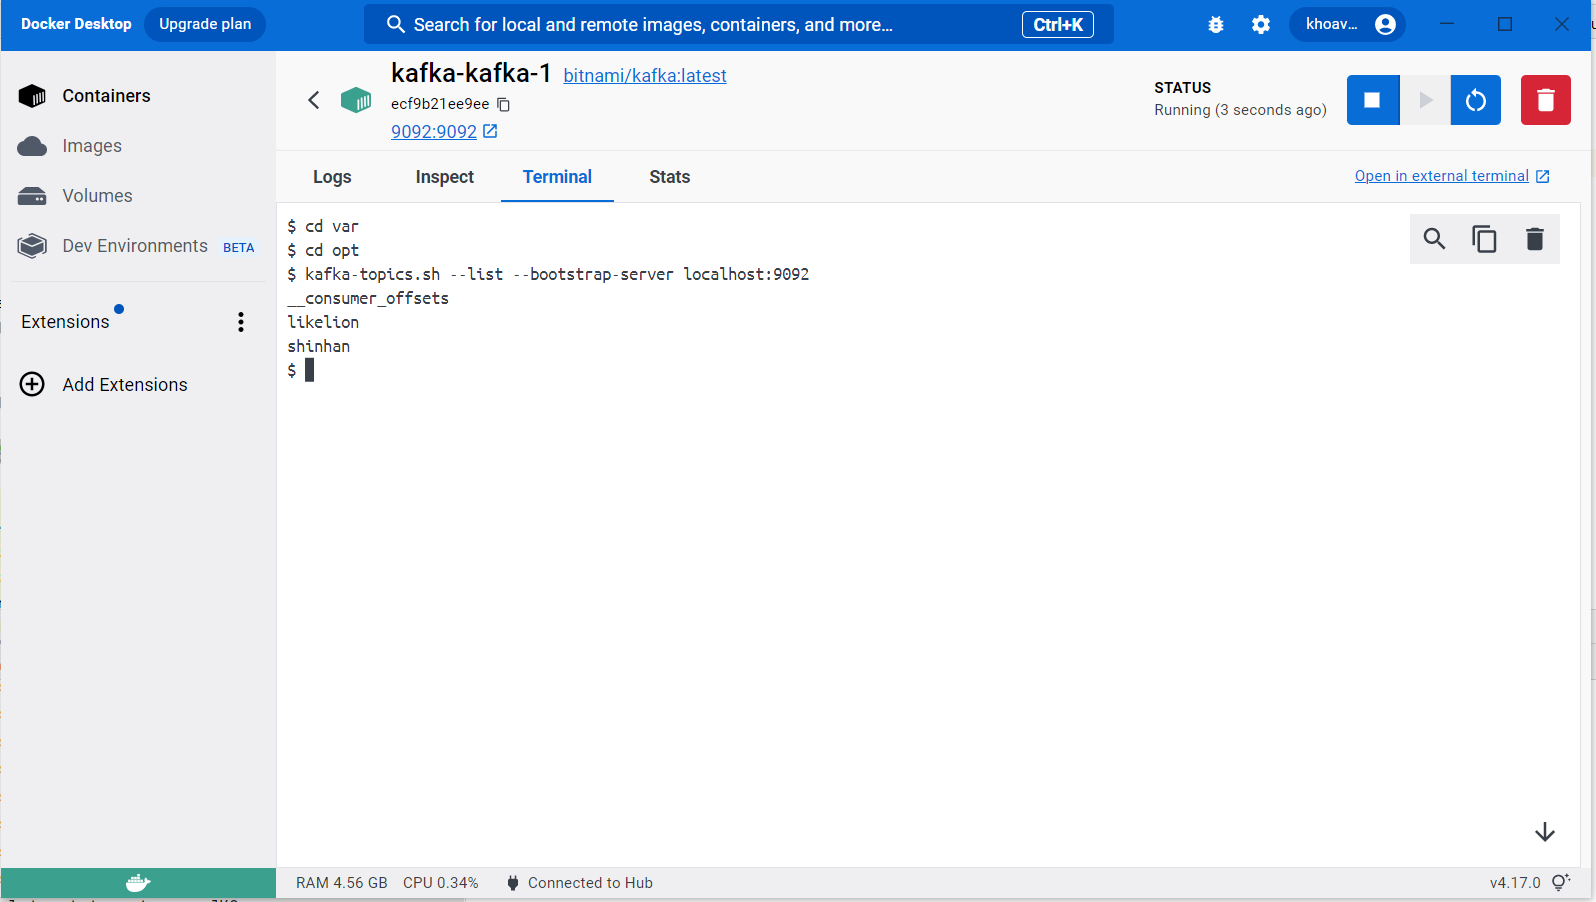 Docker Desktop
Upgrade plan
Search for local and remote images, containers, and more...
Ctrl+K
khoav...
Containers
Images
Volumes
Dev Environments BETA
Extensions
Add Extensions
kafka-kafka-1 bitnami/kafka:latest
ecf9b21ee9ee
9092:9092
STATUS
Running (3 seconds ago)
Logs
Inspect
Terminal
Stats
Open in external terminal
$ cd var
$ cd opt
$ kafka-topics.sh --list --bootstrap-server localhost:9092
__consumer_offsets
likelion
shinhan
$
RAM 4.56 GB CPU 0.34% Connected to Hub
v4.17.0